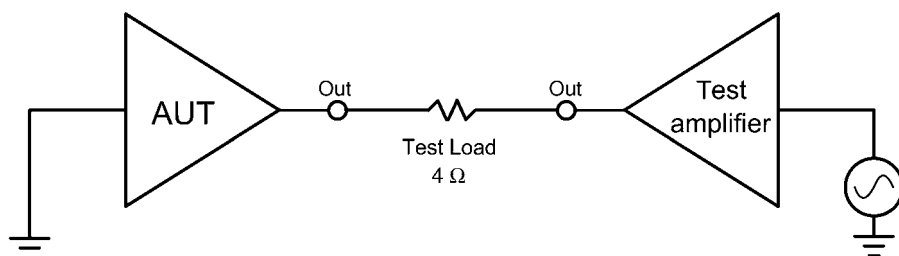 AUT
Out
Test Load
4 Ω
Out
Test
amplifier